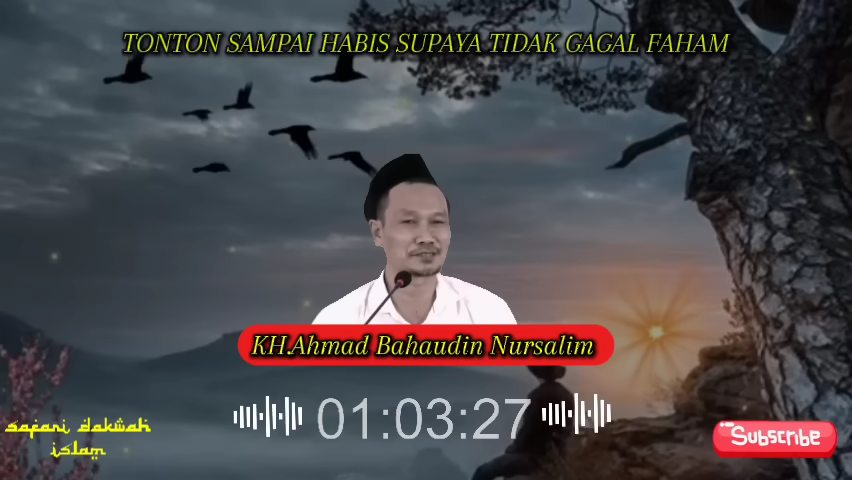 TONTON SAMPAI HABIS SUPAYA TIDAK GAGAL FAHAM
KH.Ahmad Bahaudin Nursalim
01:03:27
safari dakwah
islam
Subscribe